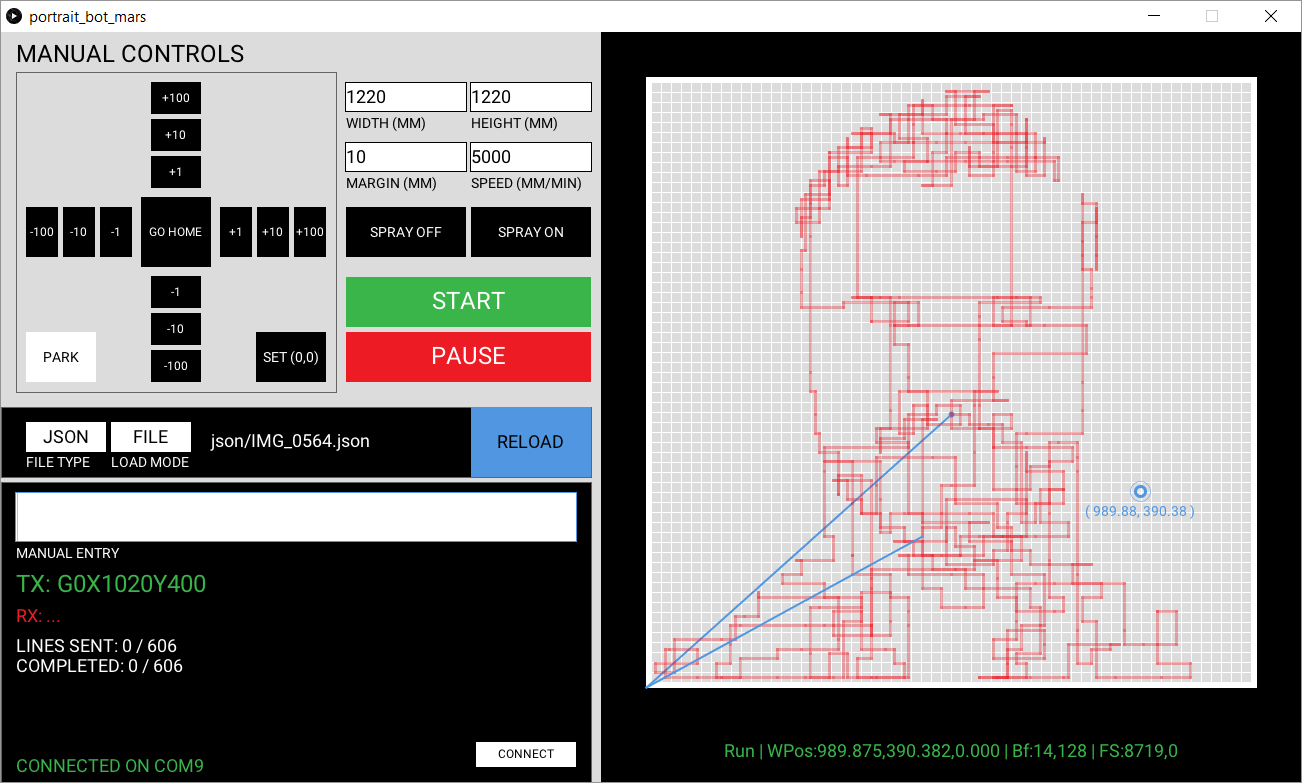 portrait_bot_mars
MANUAL CONTROLS
+100
+10
+1
-100 -10 -1 GO HOME +1 +10 +100
-1
-10
-100
PARK
SET (0,0)
1220 1220
WIDTH (MM) HEIGHT (MM)
10 5000
MARGIN (MM) SPEED (MM/MIN)
SPRAY OFF SPRAY ON
START
PAUSE
JSON FILE json/IMG_0564.json RELOAD
FILE TYPE LOAD MODE
MANUAL ENTRY
TX: G0X1020Y400
RX: ...
LINES SENT: 0 / 606
COMPLETED: 0 / 606
CONNECT
CONNECTED ON COM9
( 989.88, 390.38 )
Run | WPos:989.875,390.382,0.000 | Bf:14,128 | FS:8719,0